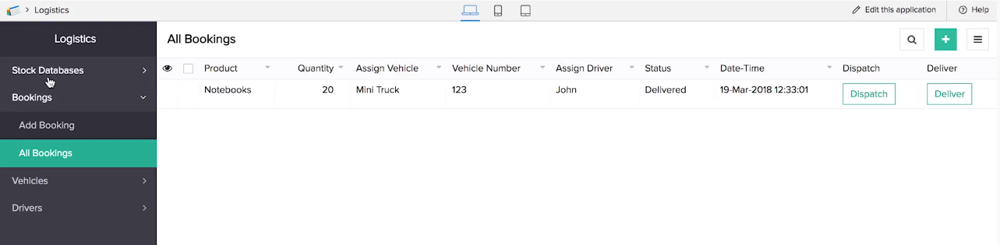 > Logistics
Edit this application
Help
Logistics
Stock Databases
Bookings
Add Booking
All Bookings
Vehicles
Drivers
All Bookings
Product Quantity Assign Vehicle Vehicle Number Assign Driver Status Date-Time Dispatch Deliver
Notebooks 20 Mini Truck 123 John Delivered 19-Mar-2018 12:33:01 Dispatch Deliver